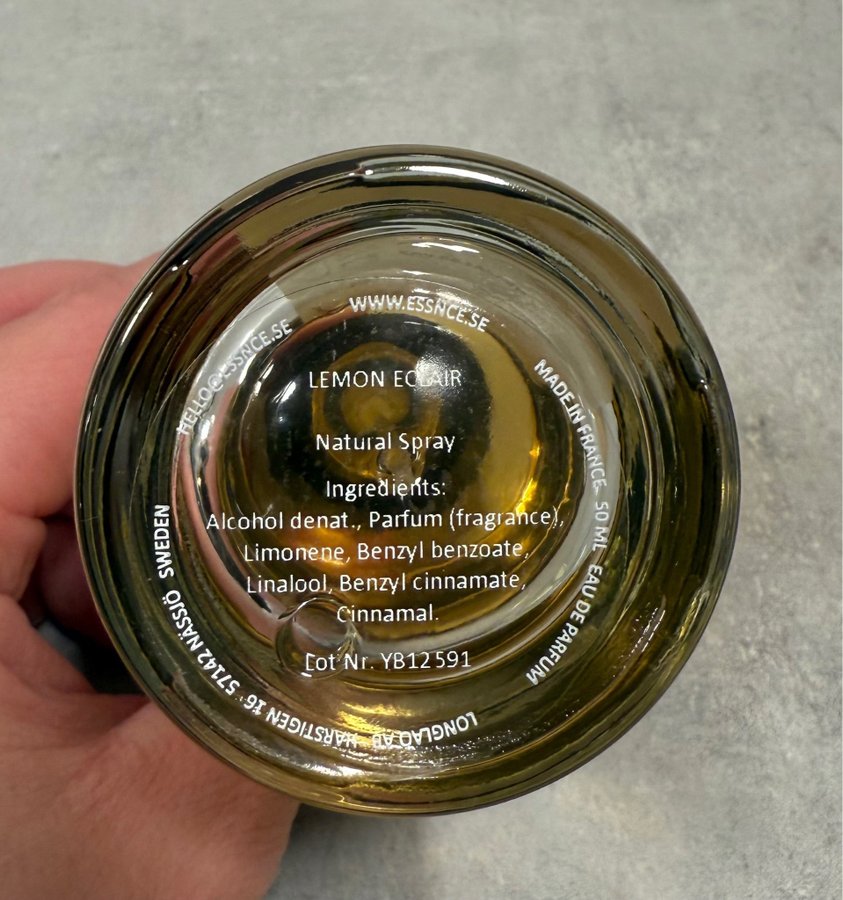 WWW.ESSNCE.SE
HELLO@ESSNCE.SE
LEMON ECLAIR
Natural Spray
Ingredients:
Alcohol denat., Parfum (fragrance),
Limonene, Benzyl benzoate,
Linalool, Benzyl cinnamate,
Cinnamal.
Lot Nr. YB12591
MADE IN FRANCE 50 ML EAU DE PARFUM
LONGLAO AB HARSTIGEN 16 57142 NÄSSJÖ SWEDEN